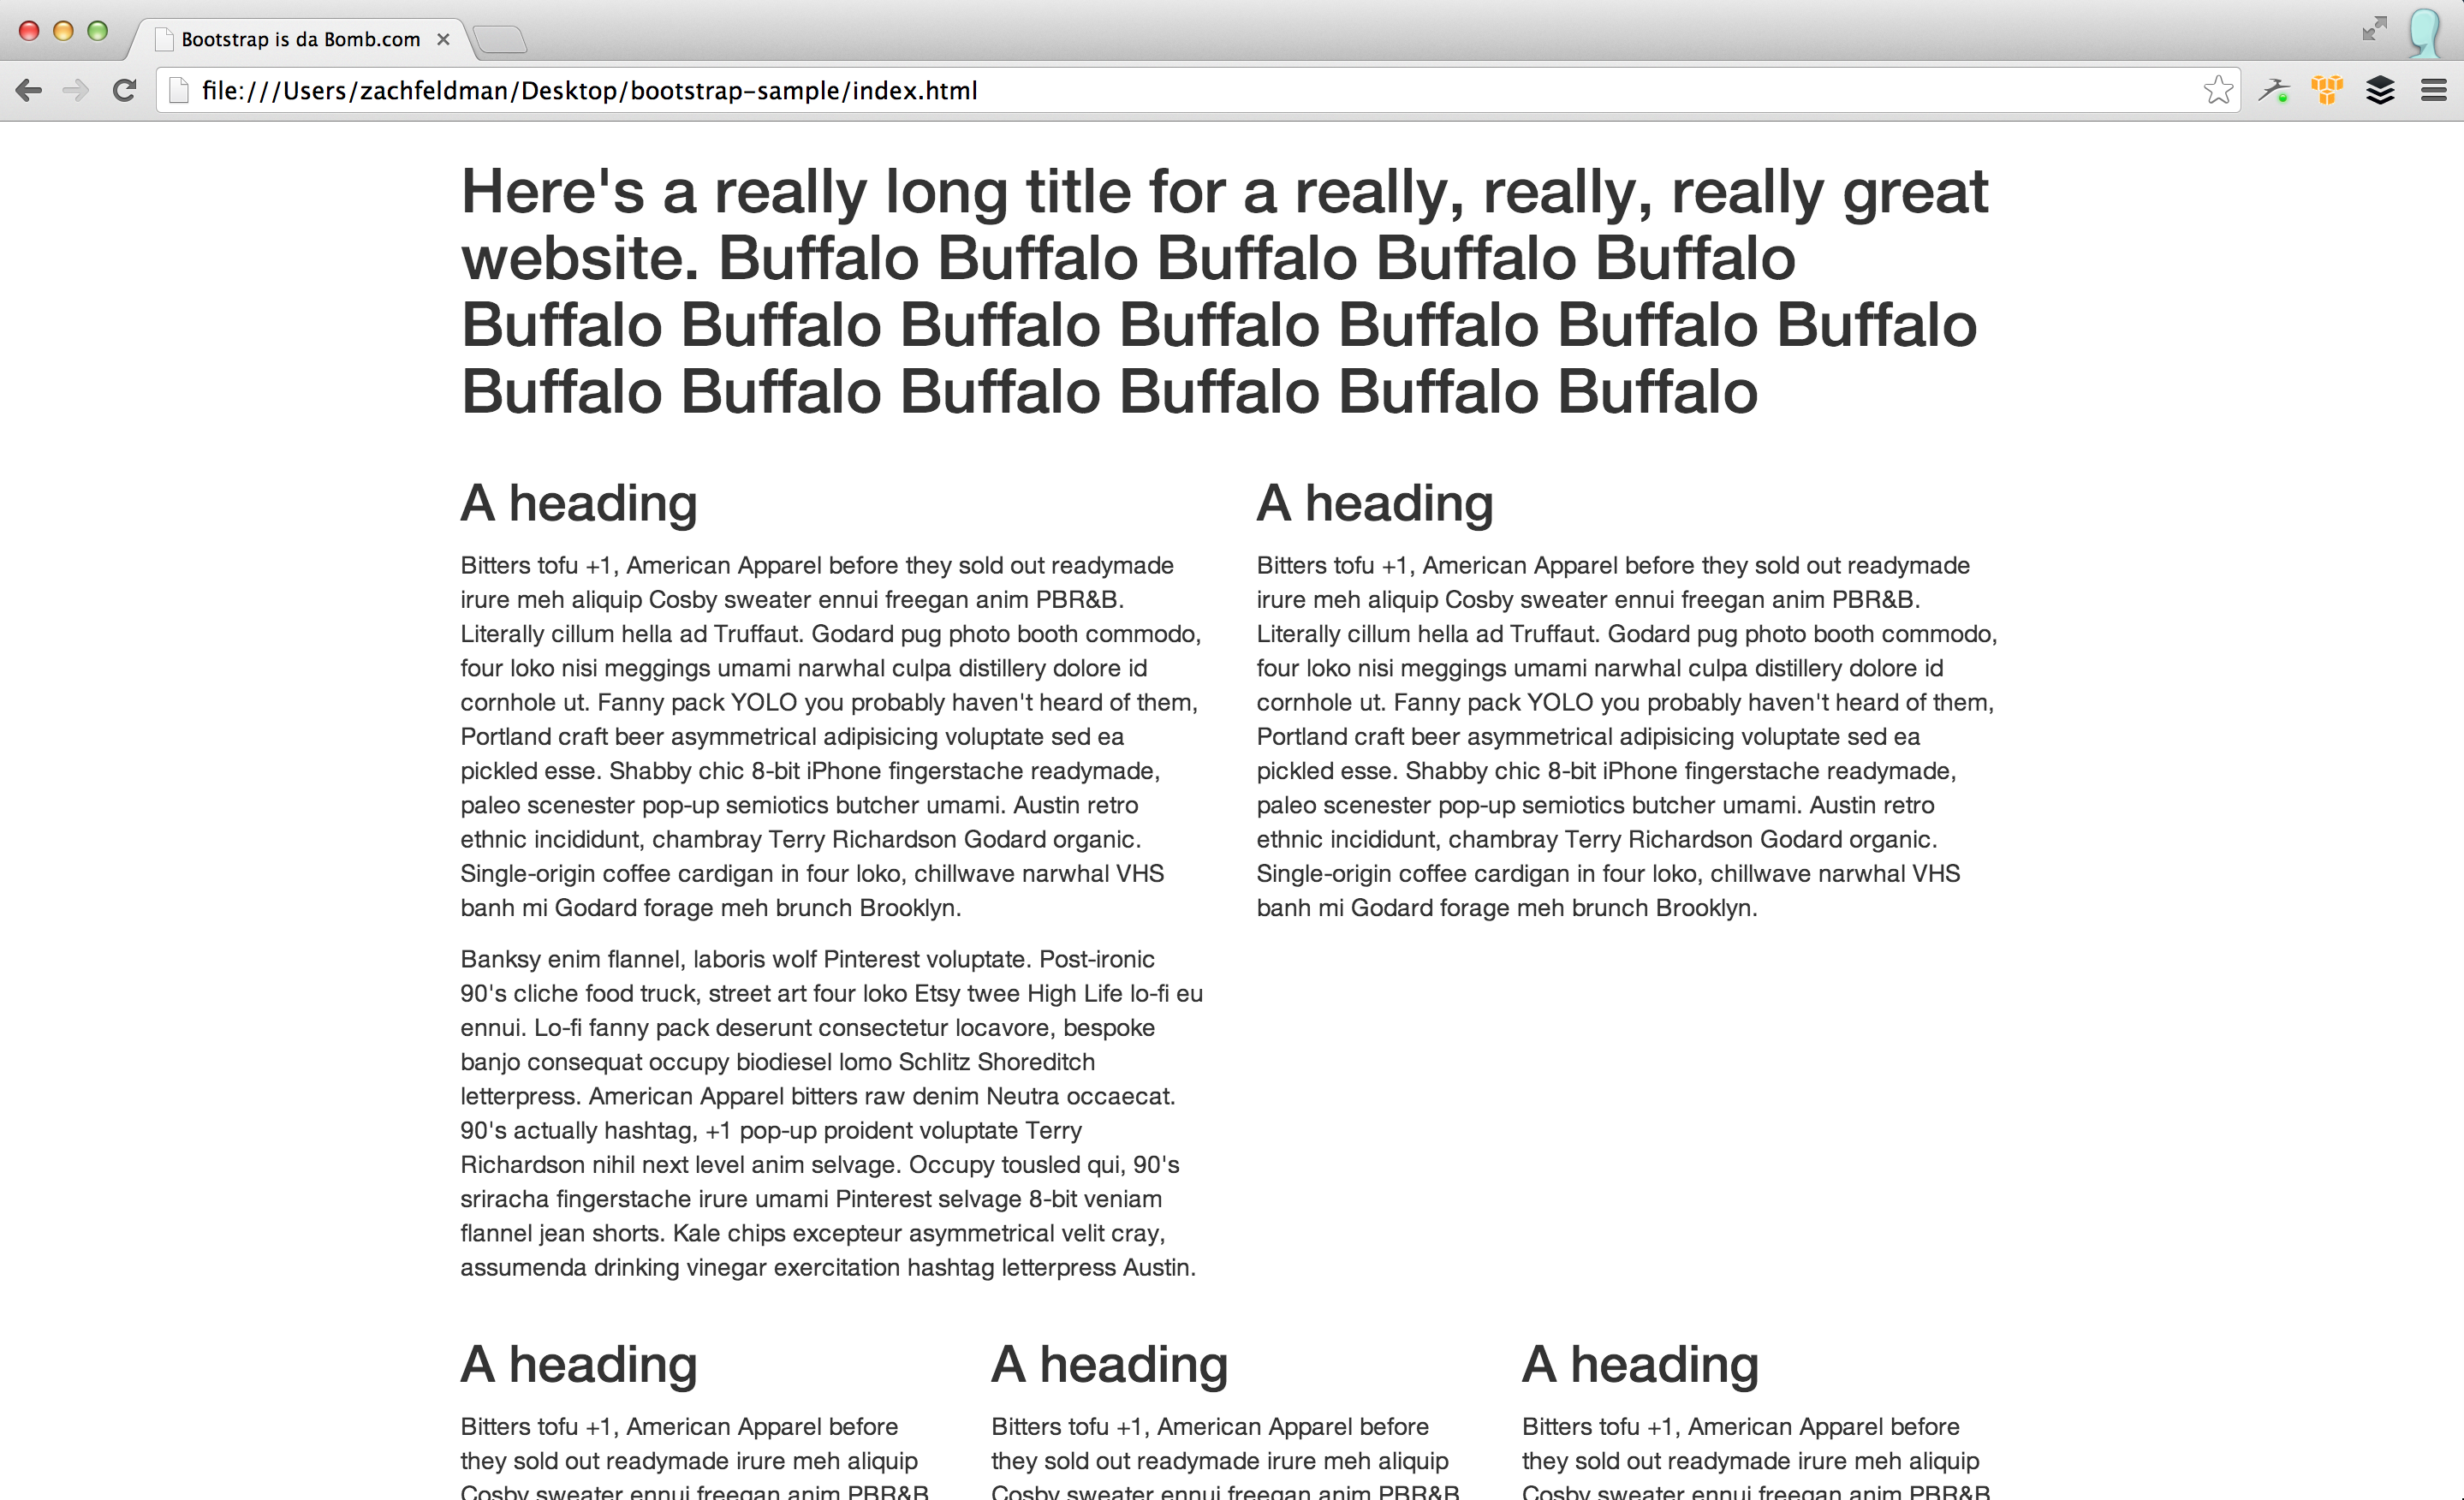 Bootstrap is da Bomb.com
file:///Users/zachfeldman/Desktop/bootstrap-sample/index.html
Here's a really long title for a really, really, really great
website. Buffalo Buffalo Buffalo Buffalo Buffalo
Buffalo Buffalo Buffalo Buffalo Buffalo Buffalo Buffalo
Buffalo Buffalo Buffalo Buffalo Buffalo Buffalo
A heading
Bitters tofu +1, American Apparel before they sold out readymade
irure meh aliquip Cosby sweater ennui freegan anim PBR&B.
Literally cillum hella ad Truffaut. Godard pug photo booth commodo,
four loko nisi meggings umami narwhal culpa distillery dolore id
cornhole ut. Fanny pack YOLO you probably haven't heard of them,
Portland craft beer asymmetrical adipisicing voluptate sed ea
pickled esse. Shabby chic 8-bit iPhone fingerstache readymade,
paleo scenester pop-up semiotics butcher umami. Austin retro
ethnic incididunt, chambray Terry Richardson Godard organic.
Single-origin coffee cardigan in four loko, chillwave narwhal VHS
banh mi Godard forage meh brunch Brooklyn.
Banksy enim flannel, laboris wolf Pinterest voluptate. Post-ironic
90's cliche food truck, street art four loko Etsy twee High Life lo-fi eu
ennui. Lo-fi fanny pack deserunt consectetur locavore, bespoke
banjo consequat occupy biodiesel lomo Schlitz Shoreditch
letterpress. American Apparel bitters raw denim Neutra occaecat.
90's actually hashtag, +1 pop-up proident voluptate Terry
Richardson nihil next level anim selvage. Occupy tousled qui, 90's
sriracha fingerstache irure umami Pinterest selvage 8-bit veniam
flannel jean shorts. Kale chips excepteur asymmetrical velit cray,
assumenda drinking vinegar exercitation hashtag letterpress Austin.
A heading
Bitters tofu +1, American Apparel before they sold out readymade
irure meh aliquip Cosby sweater ennui freegan anim PBR&B.
Literally cillum hella ad Truffaut. Godard pug photo booth commodo,
four loko nisi meggings umami narwhal culpa distillery dolore id
cornhole ut. Fanny pack YOLO you probably haven't heard of them,
Portland craft beer asymmetrical adipisicing voluptate sed ea
pickled esse. Shabby chic 8-bit iPhone fingerstache readymade,
paleo scenester pop-up semiotics butcher umami. Austin retro
ethnic incididunt, chambray Terry Richardson Godard organic.
Single-origin coffee cardigan in four loko, chillwave narwhal VHS
banh mi Godard forage meh brunch Brooklyn.
A heading
Bitters tofu +1, American Apparel before
they sold out readymade irure meh aliquip
Cosby sweater ennui freegan anim PBR&B
A heading
Bitters tofu +1, American Apparel before
they sold out readymade irure meh aliquip
Cosby sweater ennui freegan anim PBR&B
A heading
Bitters tofu +1, American Apparel before
they sold out readymade irure meh aliquip
Cosby sweater ennui freegan anim PBR&B